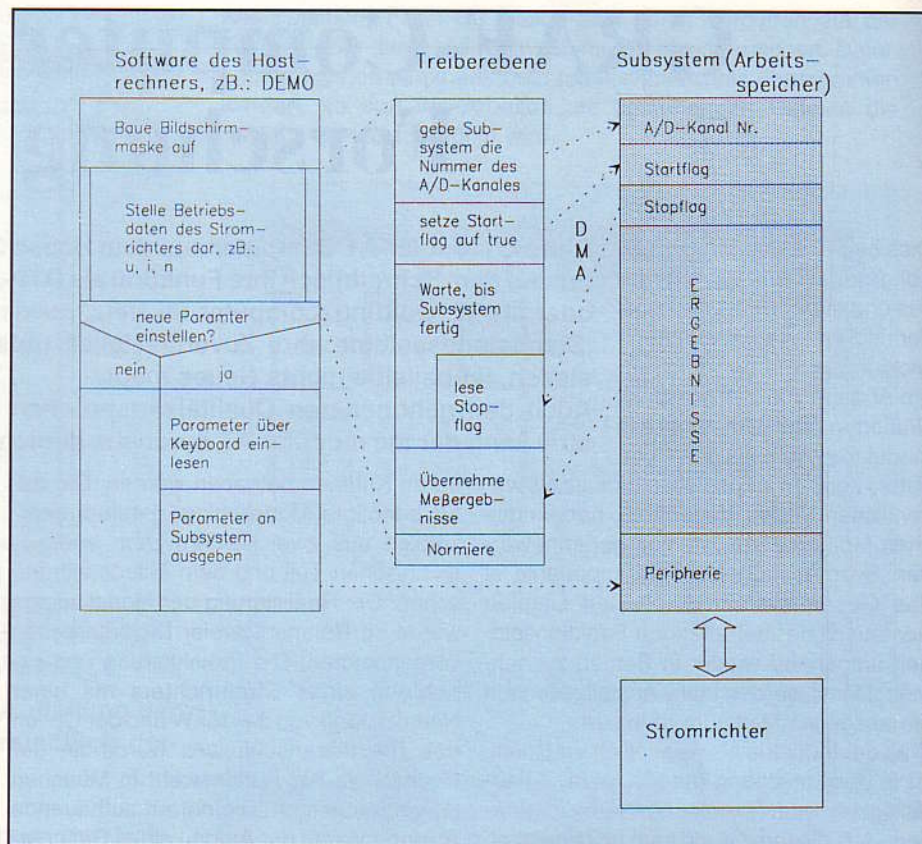 Software des Host-
rechners, zB.: DEMO
Baue Bildschirm-
maske auf
Stelle Betriebs-
daten des Strom-
richters dar, zB.:
u, i, n
neue Paramter
einstellen?
nein
ja
Parameter über
Keyboard ein-
lesen
Parameter an
Subsystem
ausgeben
Treiberebene
gebe Sub-
system die
Nummer des
A/D-Kanales
setze Start-
flag auf true
Warte, bis
Subsystem
fertig
lese
Stop-
flag
Übernehme
Meßergeb-
nisse
Normiere
DMA
Subsystem (Arbeits-
speicher)
A/D-Kanal Nr.
Startflag
Stopflag
ERGEBNISSE
Peripherie
Stromrichter